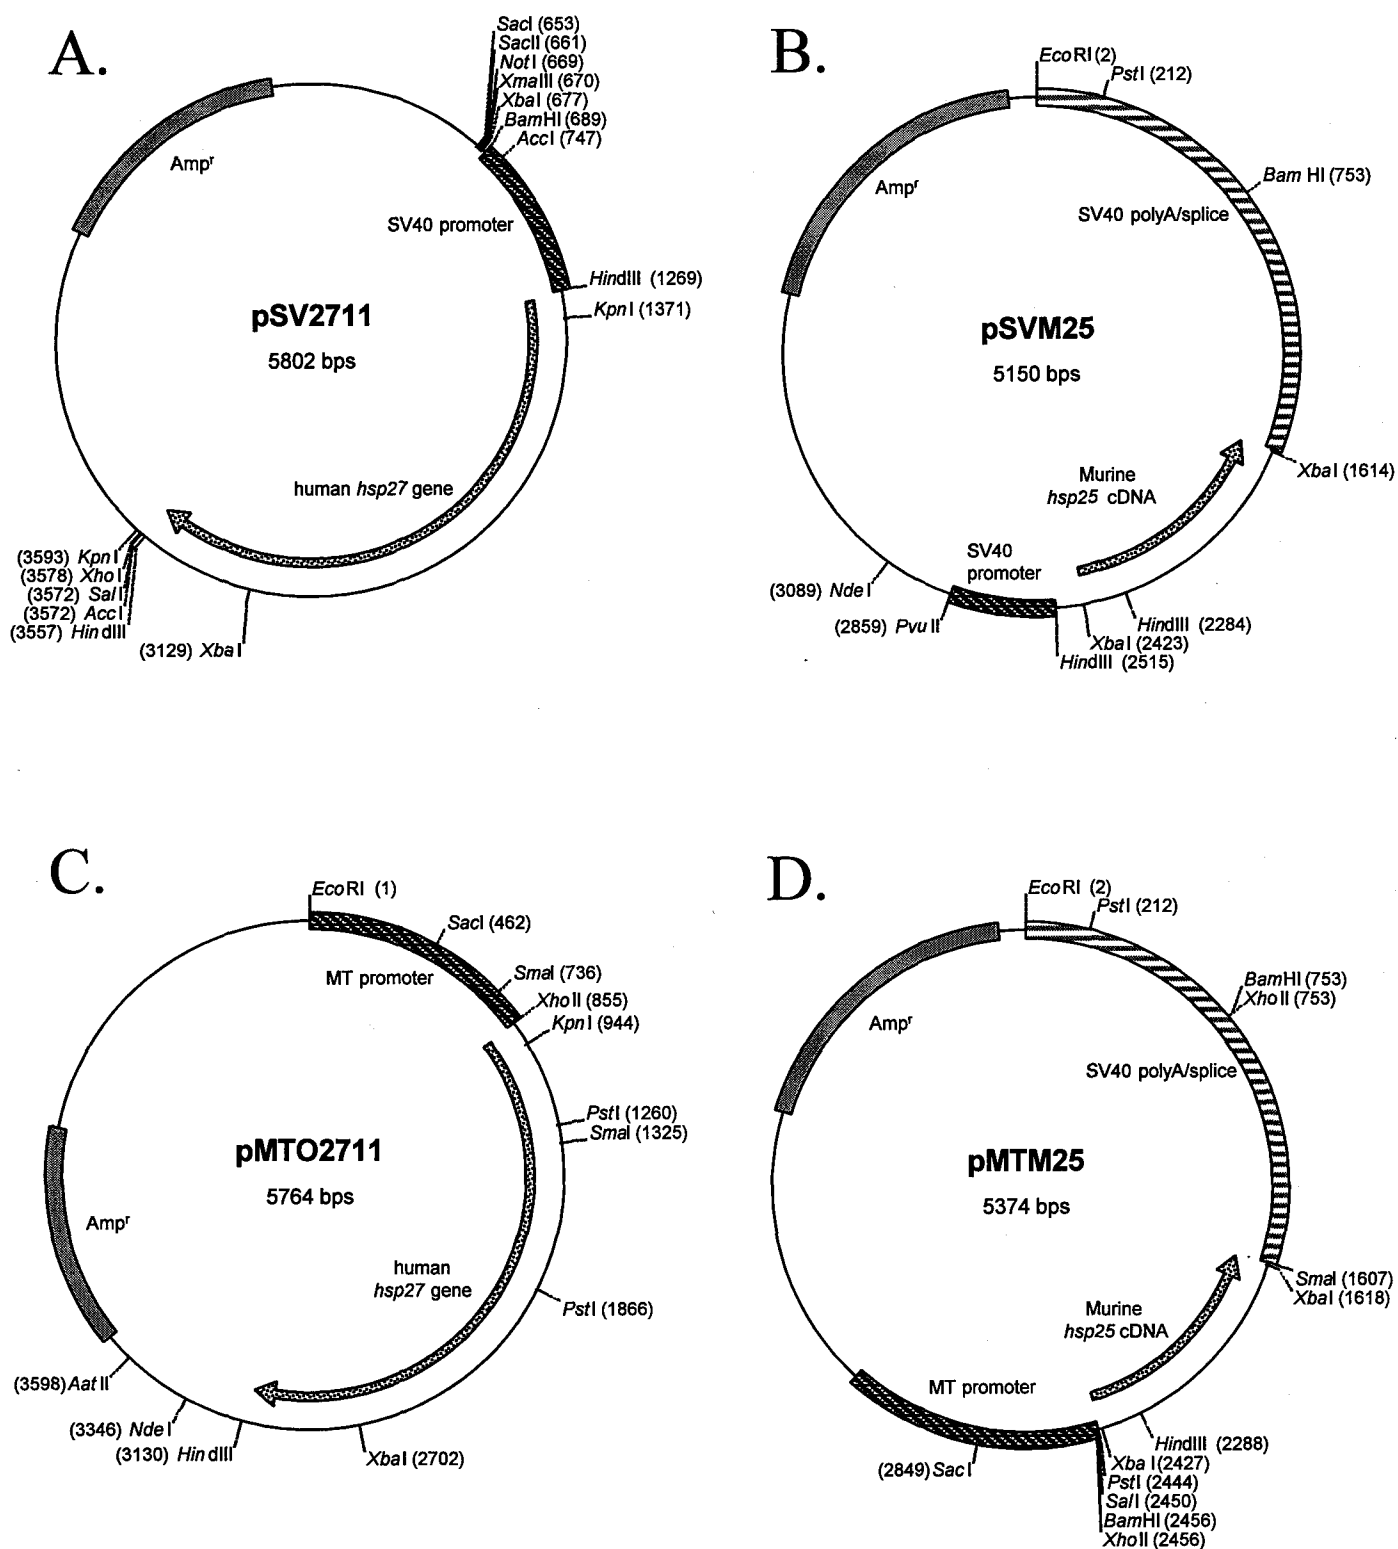 A.
SacI (653)
SacII (661)
NotI (669)
XmaIII (670)
XbaI (677)
BamHI (689)
AccI (747)
Ampr
SV40 promoter
HindIII (1269)
KpnI (1371)
pSV2711
5802 bps
human hsp27 gene
(3593) KpnI
(3578) XhoI
(3572) SalI
(3572) AccI
(3557) HindIII
(3129) XbaI
B.
EcoRI (2)
PstI (212)
Ampr
Bam HI (753)
SV40 polyA/splice
pSVM25
5150 bps
Murine
hsp25 cDNA
XbaI (1614)
SV40
promoter
(3089) NdeI
(2859) PvuII
HindIII (2284)
XbaI (2423)
HindIII (2515)
C.
EcoRI (1)
SacI (462)
MT promoter
SmaI (736)
XhoII (855)
KpnI (944)
PstI (1260)
SmaI (1325)
pMTO2711
5764 bps
Ampr
human
hsp27 gene
PstI (1866)
(3598) AatII
(3346) NdeI
(3130) HindIII
XbaI (2702)
D.
EcoRI (2)
PstI (212)
BamHI (753)
XhoII (753)
Ampr
SV40 polyA/splice
pMTM25
5374 bps
SmaI (1607)
XbaI (1618)
Murine
hsp25 cDNA
MT promoter
(2849) SacI
HindIII (2288)
Xba I (2427)
PstI (2444)
SalI (2450)
BamHI (2456)
XhoII (2456)